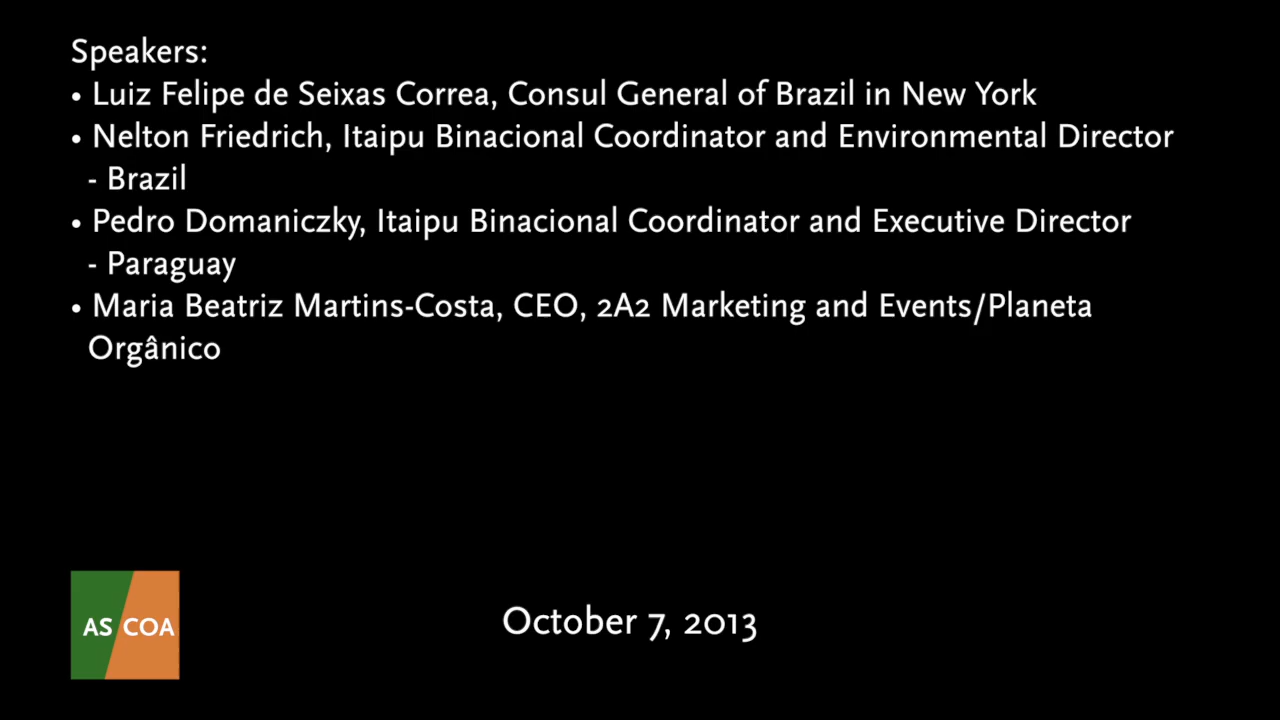 Speakers:
• Luiz Felipe de Seixas Correa, Consul General of Brazil in New York
• Nelton Friedrich, Itaipu Binacional Coordinator and Environmental Director
- Brazil
• Pedro Domaniczky, Itaipu Binacional Coordinator and Executive Director
- Paraguay
• Maria Beatriz Martins-Costa, CEO, 2A2 Marketing and Events/Planeta
Orgânico
AS COA
October 7, 2013